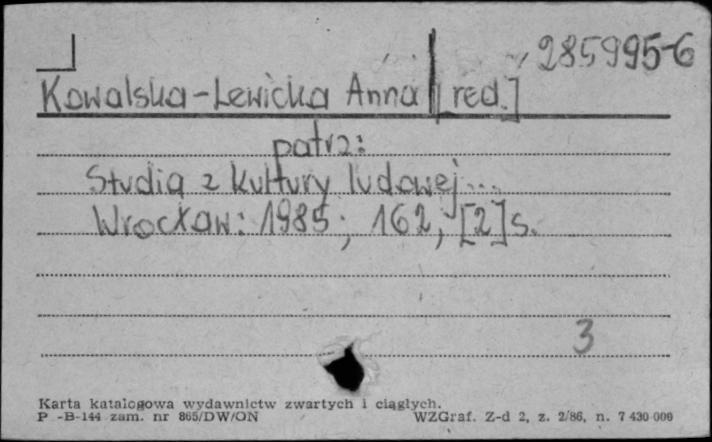 285995-6
Kowalska-Lewicka Anna [red.]
patrz:
Studia z kultury ludowej...
Wrocław: 1985; 162, [2] s.
3
Karta katalogowa wydawnictw zwartych i ciągłych.
P -B-144 zam. nr 865/DW/ON WZGraf. Z-d 2, z. 2/86, n. 7 430 000